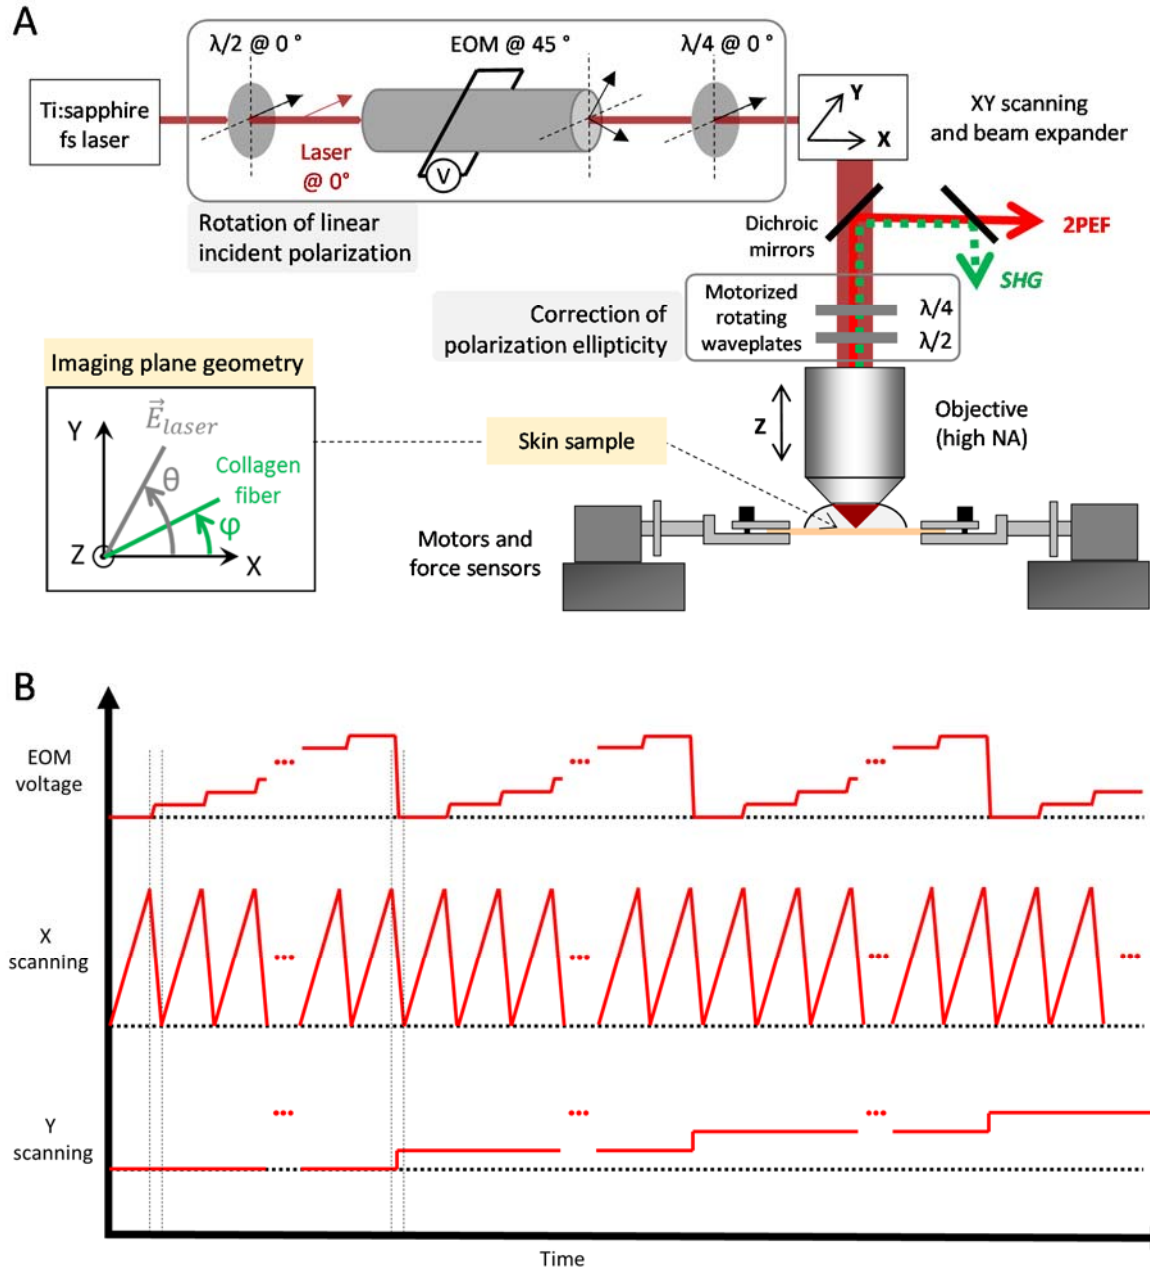 A
λ/2 @ 0 °
EOM @ 45 °
λ/4 @ 0 °
Ti:sapphire
fs laser
Laser
@ 0°
V
Y
X
XY scanning
and beam expander
Rotation of linear
incident polarization
Dichroic
mirrors
2PEF
SHG
Correction of
polarization ellipticity
Motorized
rotating
waveplates
λ/4
λ/2
Imaging plane geometry
Y
E⃗laser
θ
Collagen
fiber
φ
Z
X
Skin sample
Z
Objective
(high NA)
Motors and
force sensors
B
EOM
voltage
...
...
...
X
scanning
...
...
...
...
Y
scanning
...
...
...
Time